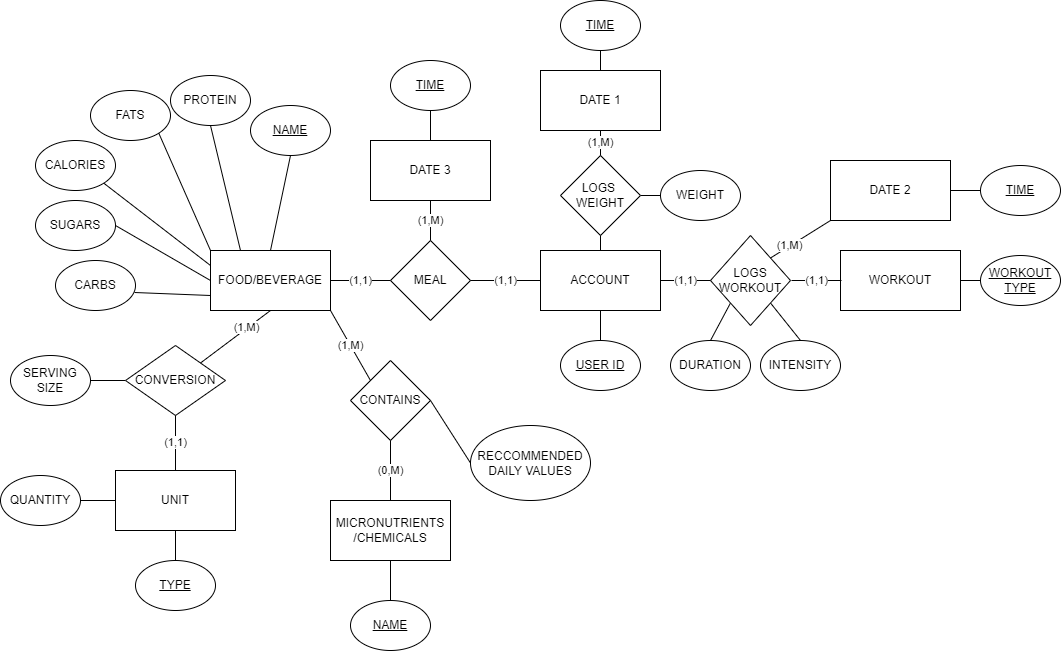 TIME
DATE 1
(1,M)
LOGS
WEIGHT
WEIGHT
TIME
DATE 3
(1,M)
PROTEIN
FATS
NAME
CALORIES
SUGARS
CARBS
FOOD/BEVERAGE
(1,1)
MEAL
(1,1)
ACCOUNT
(1,1)
LOGS
WORKOUT
(1,1)
WORKOUT
WORKOUT
TYPE
(1,M)
DATE 2
TIME
USER ID
DURATION
INTENSITY
(1,M)
(1,M)
SERVING
SIZE
CONVERSION
CONTAINS
(1,1)
(0,M)
RECCOMMENDED
DAILY VALUES
QUANTITY
UNIT
MICRONUTRIENTS
/CHEMICALS
TYPE
NAME